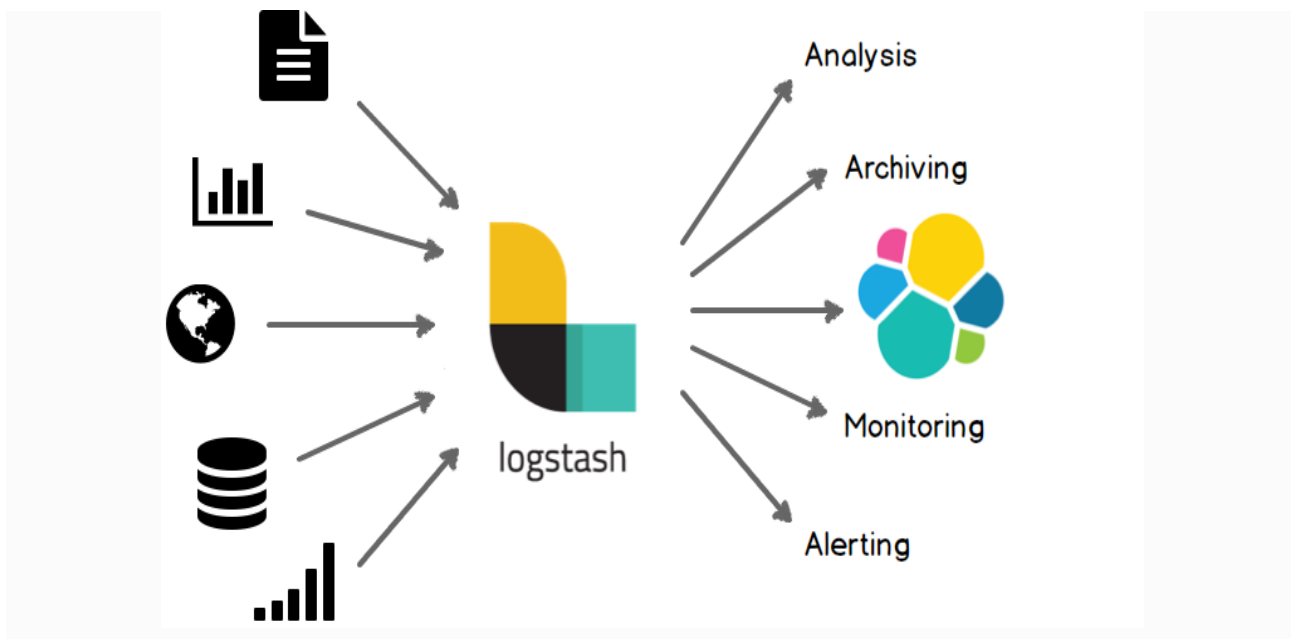 Analysis
Archiving
logstash
Monitoring
Alerting